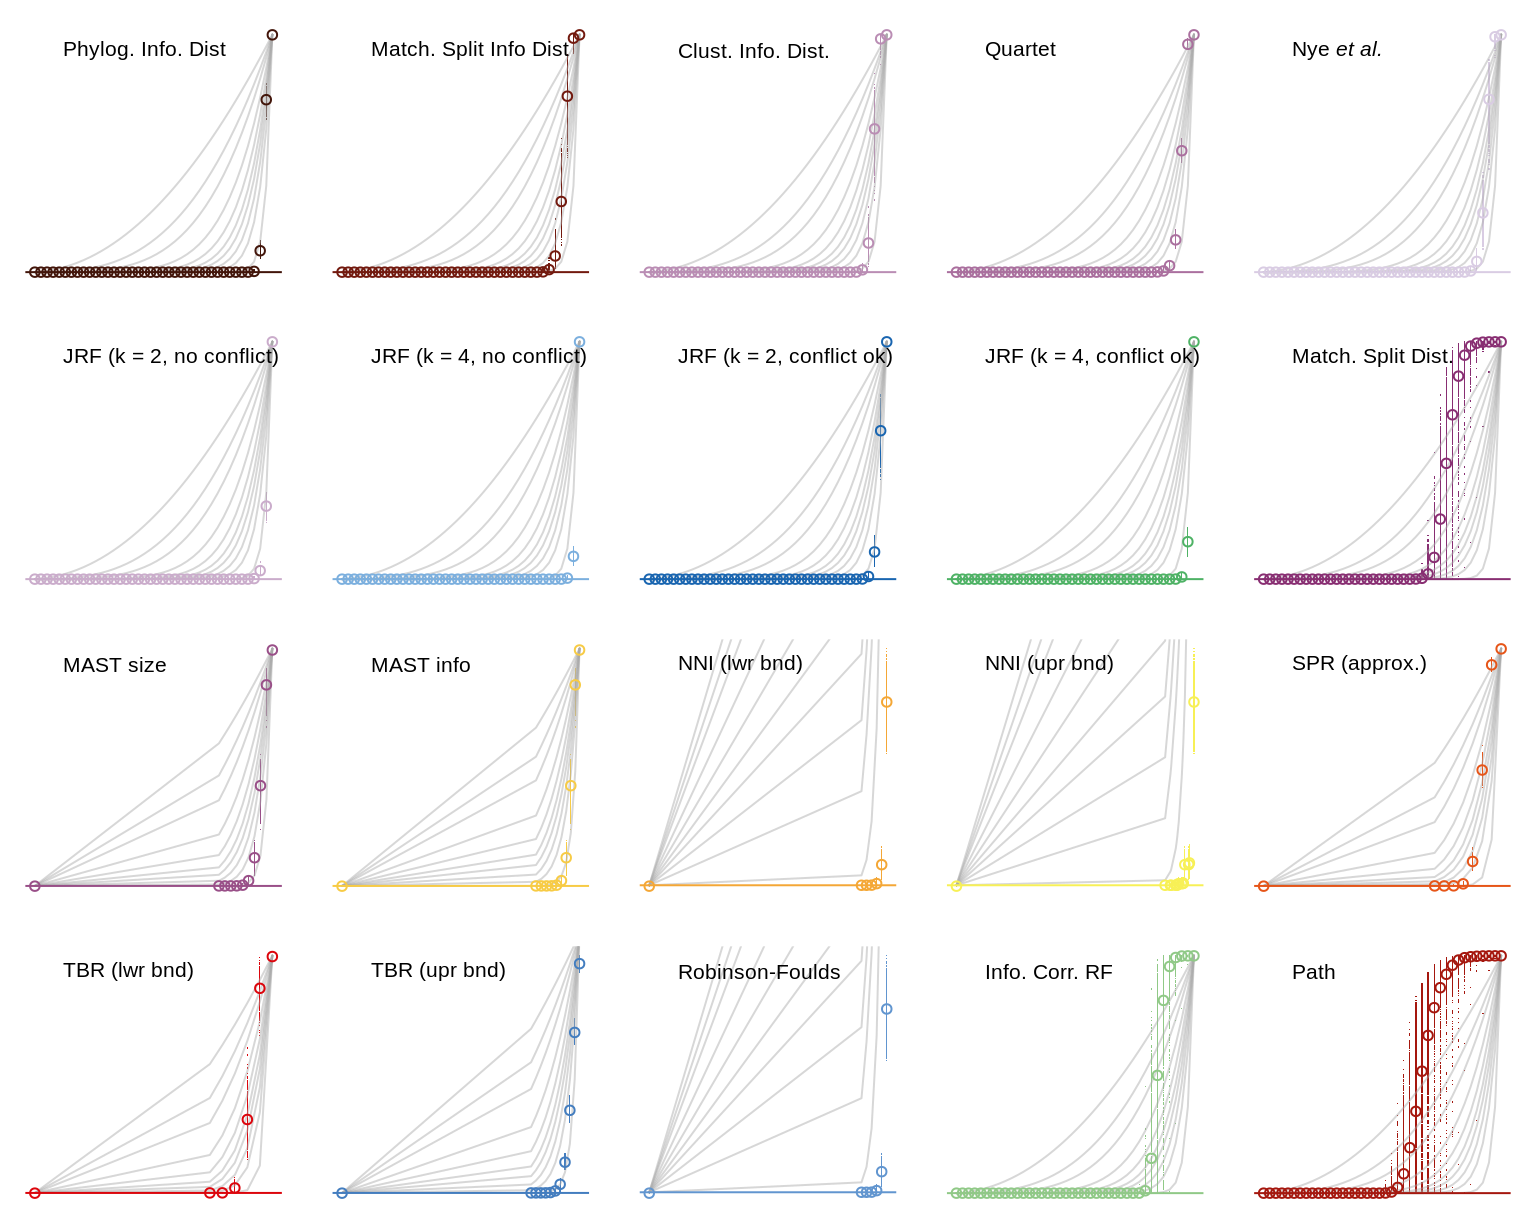 Phylog. Info. Dist
Match. Split Info Dist
Clust. Info. Dist.
Quartet
Nye et al.
JRF (k = 2, no conflict)
JRF (k = 4, no conflict)
JRF (k = 2, conflict ok)
JRF (k = 4, conflict ok)
Match. Split Dist.
MAST size
MAST info
NNI (lwr bnd)
NNI (upr bnd)
SPR (approx.)
TBR (lwr bnd)
TBR (upr bnd)
Robinson-Foulds
Info. Corr. RF
Path